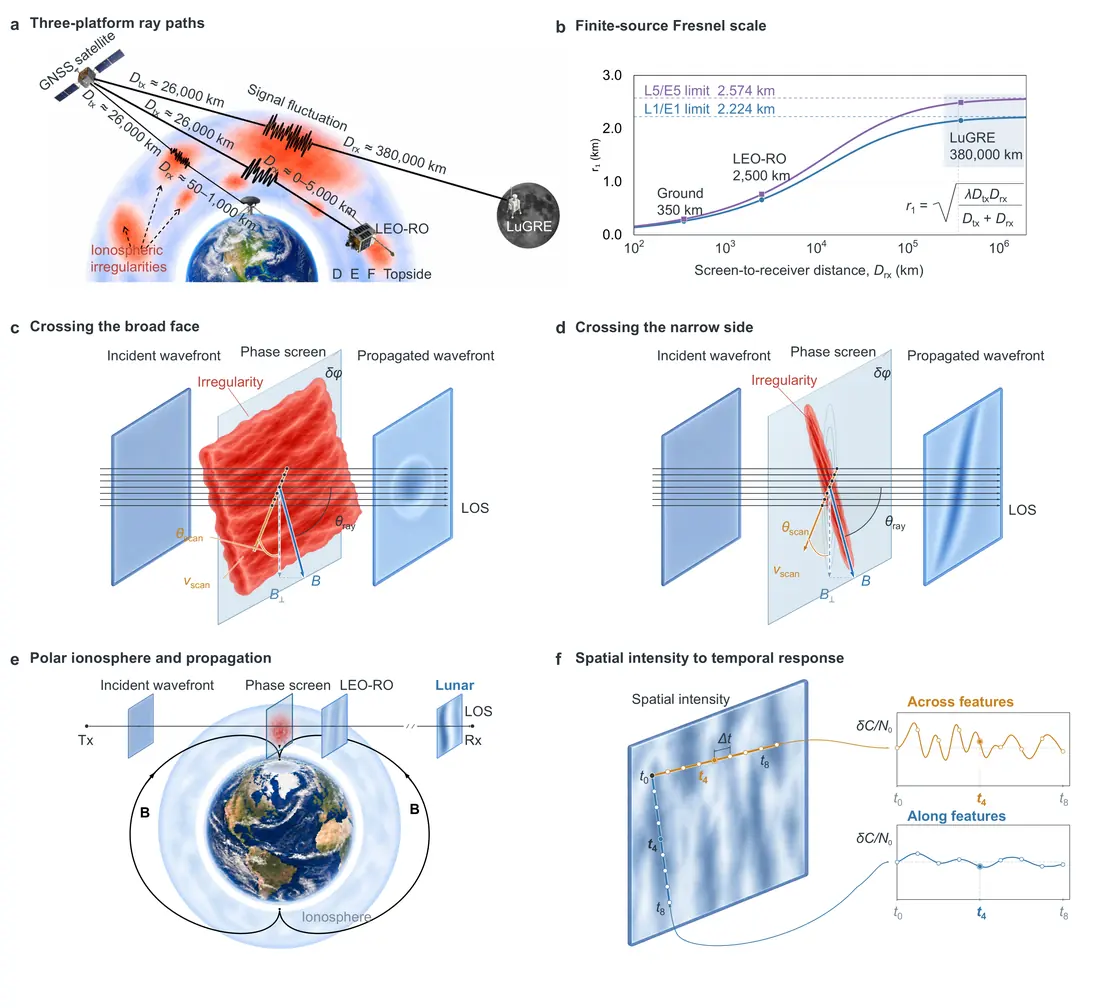 a Three-platform ray paths
GNSS satellite
Dtx ≈ 26,000 km
Dtx ≈ 26,000 km
Dtx ≈ 26,000 km
Signal fluctuation
Drx ≈ 380,000 km
Drx ≈ 0–5,000 km
Drx ≈ 50–1,000 km
LuGRE
LEO-RO
Ionospheric
irregularities
D E F Topside
b Finite-source Fresnel scale
3.0
2.0
1.0
0.0
r₁ (km)
L5/E5 limit 2.574 km
L1/E1 limit 2.224 km
LuGRE
380,000 km
LEO-RO
2,500 km
Ground
350 km
r₁ = √(λDtxDrx / Dtx + Drx)
10² 10³ 10⁴ 10⁵ 10⁶
Screen-to-receiver distance, Drx (km)
c Crossing the broad face
Incident wavefront
Phase screen
Propagated wavefront
δφ
Irregularity
LOS
θray
θscan
vscan
B
B⊥
d Crossing the narrow side
Incident wavefront
Phase screen
Propagated wavefront
δφ
Irregularity
LOS
θray
θscan
vscan
B
B⊥
e Polar ionosphere and propagation
Incident wavefront
Phase screen
LEO-RO
Lunar
LOS
Tx
Rx
B
B
Ionosphere
f Spatial intensity to temporal response
Spatial intensity
Δt
t₀
t₄
t₈
t₄
t₈
Across features
δC/N₀
t₀ t₄ t₈
Along features
δC/N₀
t₀ t₄ t₈